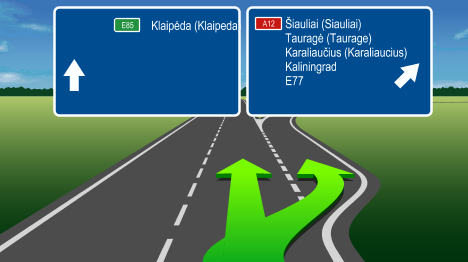 E85 Klaipėda (Klaipeda
A12 Šiauliai (Siauliai)
Tauragė (Taurage)
Karaliaučius (Karaliaucius)
Kaliningrad
E77